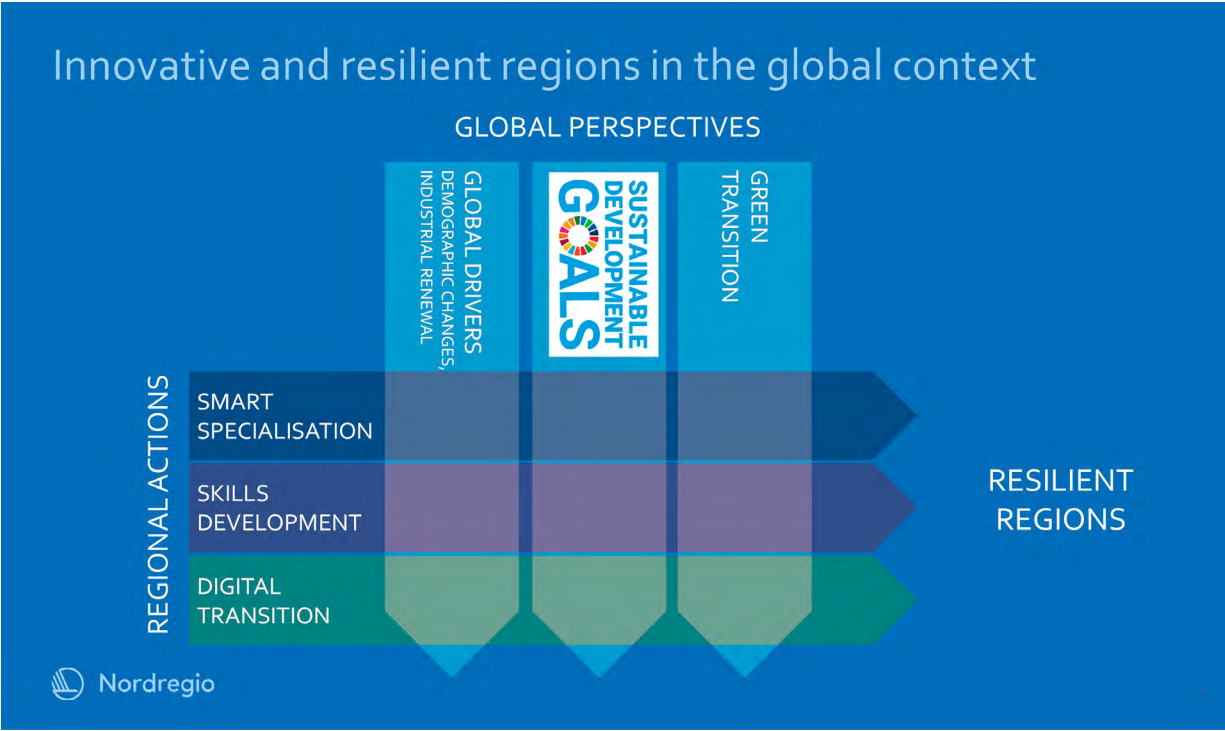 Innovative and resilient regions in the global context
GLOBAL PERSPECTIVES
GLOBAL DRIVERS
DEMOGRAPHIC CHANGES,
INDUSTRIAL RENEWAL
SUSTAINABLE
DEVELOPMENT
GOALS
GREEN
TRANSITION
REGIONAL ACTIONS
SMART
SPECIALISATION
SKILLS
DEVELOPMENT
DIGITAL
TRANSITION
RESILIENT
REGIONS
Nordregio